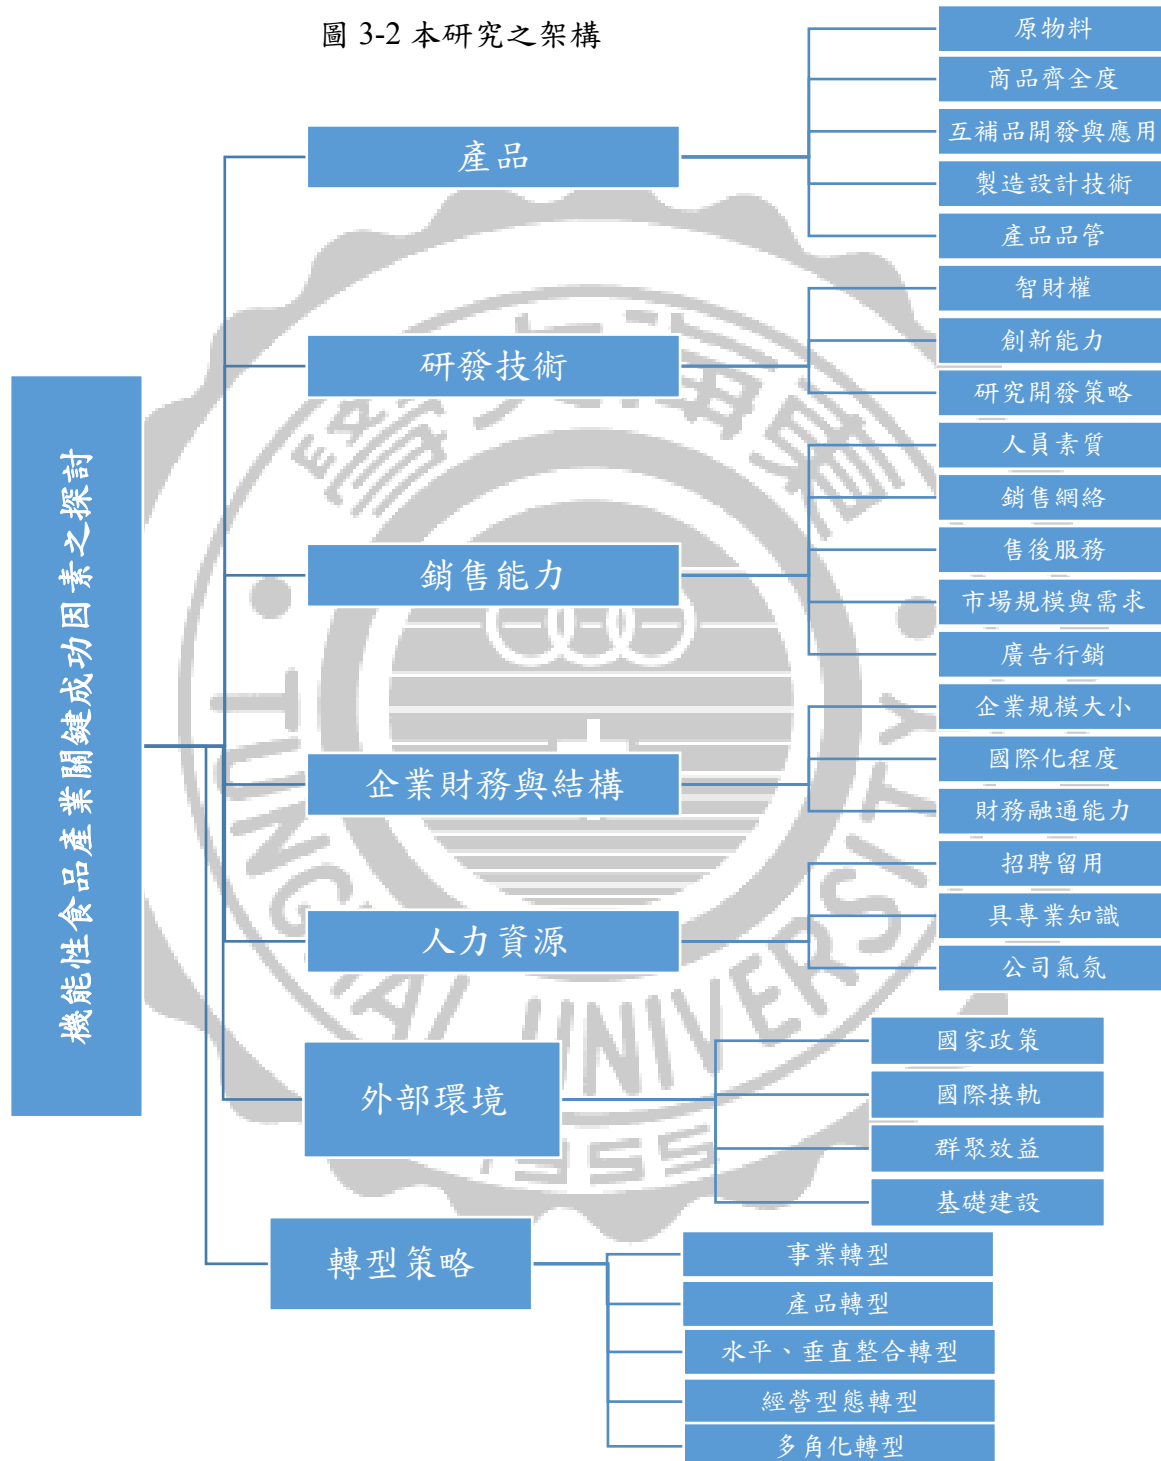 圖 3-2 本研究之架構
機能性食品產業關鍵成功因素之探討
產品
原物料
商品齊全度
互補品開發與應用
製造設計技術
產品品管
研發技術
智財權
創新能力
研究開發策略
銷售能力
人員素質
銷售網絡
售後服務
市場規模與需求
廣告行銷
企業財務與結構
企業規模大小
國際化程度
財務融通能力
人力資源
招聘留用
具專業知識
公司氣氛
外部環境
國家政策
國際接軌
群聚效益
基礎建設
轉型策略
事業轉型
產品轉型
水平、垂直整合轉型
經營型態轉型
多角化轉型
UNIVERSITY